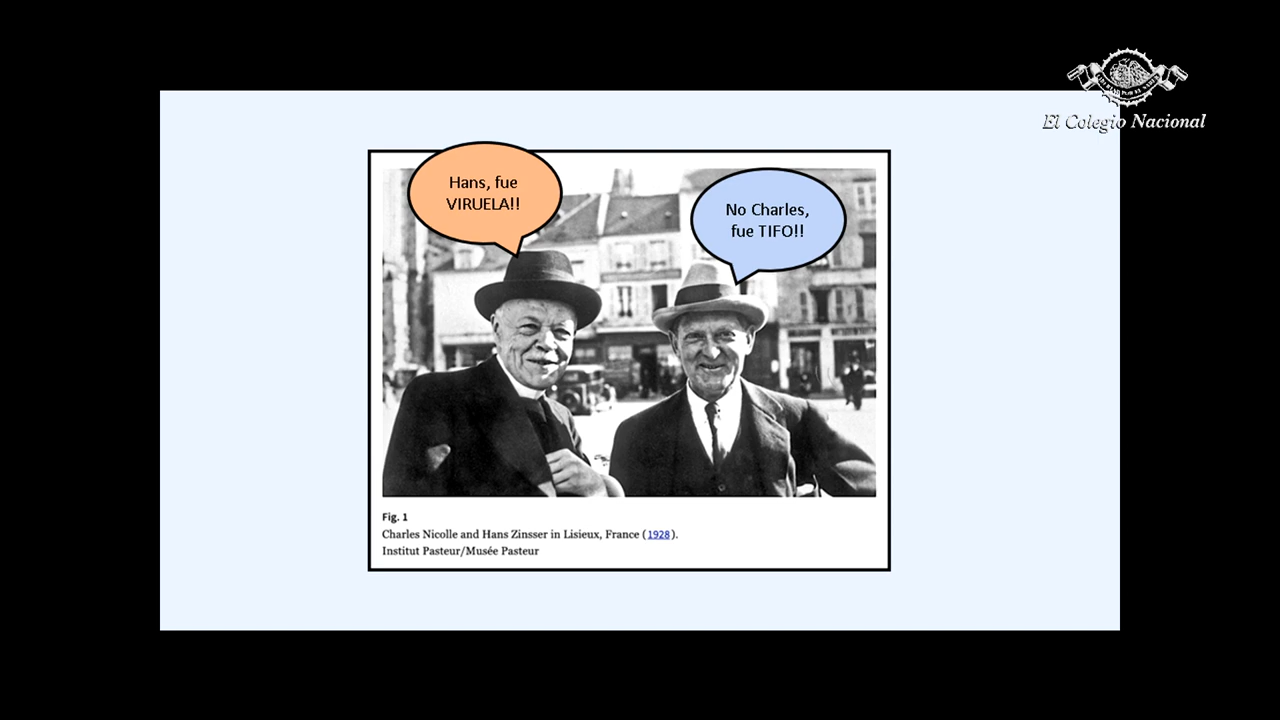 El Colegio Nacional
Hans, fue
VIRUELA!!
No Charles,
fue TIFO!!
Fig. 1
Charles Nicolle and Hans Zinsser in Lisieux, France (1928).
Institut Pasteur/Musée Pasteur